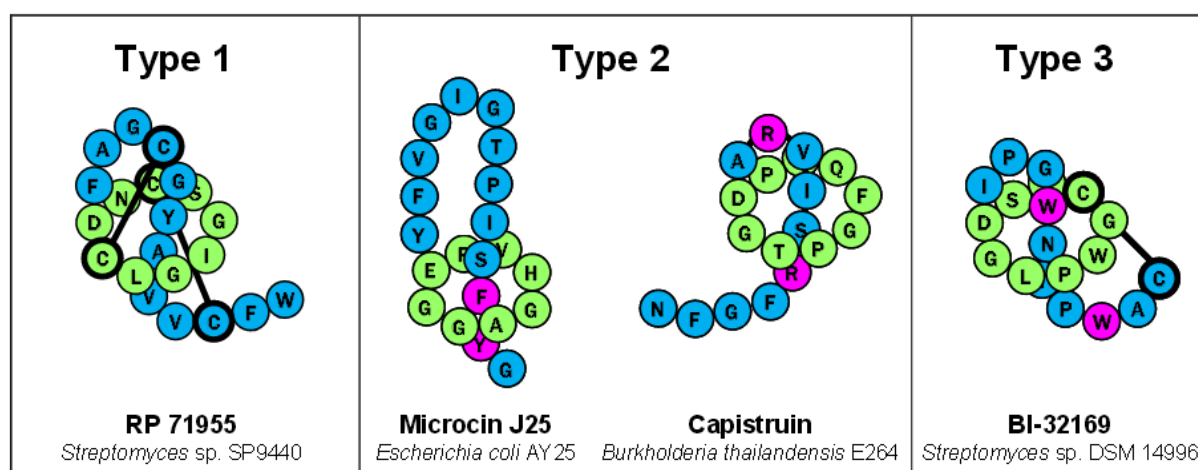 Type 1
Type 2
Type 3
C L G I G S C N D F A G C G Y A V V C F W
G G A G H V P E Y F V G I G T P I S F Y G
G T P G F Q P D A R V I S R F G F N
G L P W G C S D I P G W N P W A C
RP 71955
Streptomyces sp. SP9440
Microcin J25
Escherichia coli AY25
Capistruin
Burkholderia thailandensis E264
BI-32169
Streptomyces sp. DSM 14996